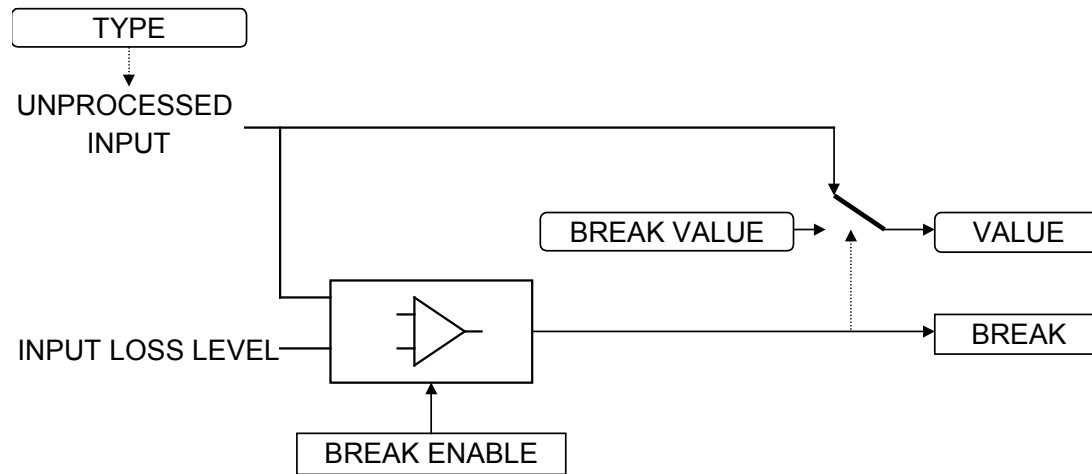 TYPE
UNPROCESSED
INPUT
BREAK VALUE
VALUE
INPUT LOSS LEVEL
BREAK
BREAK ENABLE